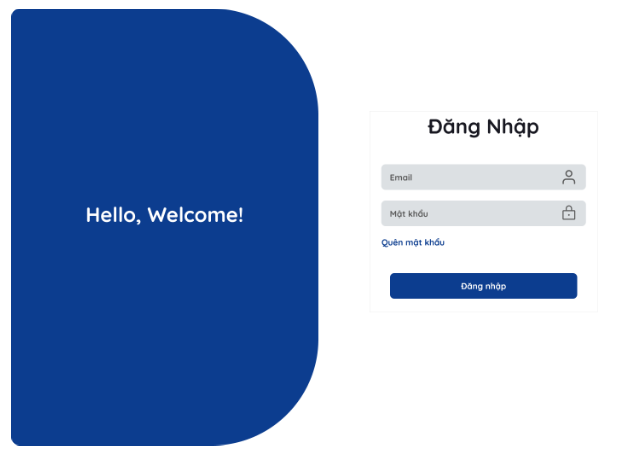 Hello, Welcome!
Đăng Nhập
Email
Mật khẩu
Quên mật khẩu
Đăng nhập